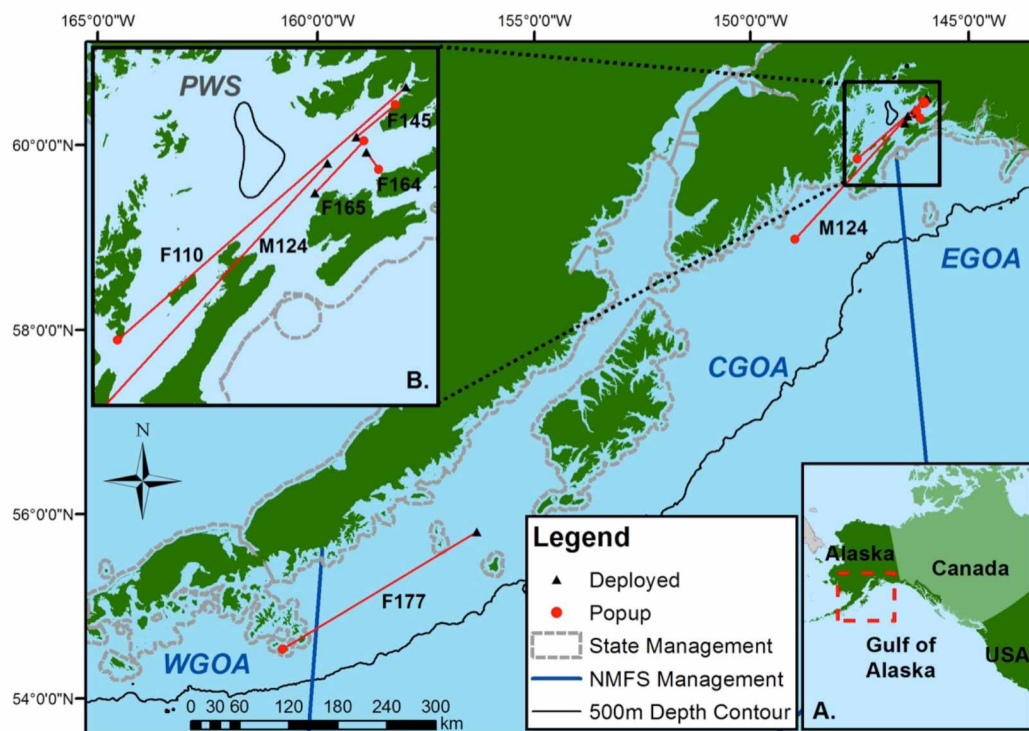 165°0'0"W 160°0'0"W 155°0'0"W 150°0'0"W 145°0'0"W
60°0'0"N
58°0'0"N
56°0'0"N
54°0'0"N
PWS
F145
F164
F165
M124
F110
B.
M124
EGOA
CGOA
N
F177
WGOA
0 30 60 120 180 240 300
km
Legend
Deployed
Popup
State Management
NMFS Management
500m Depth Contour
Alaska
Canada
Gulf of
Alaska
USA
A.